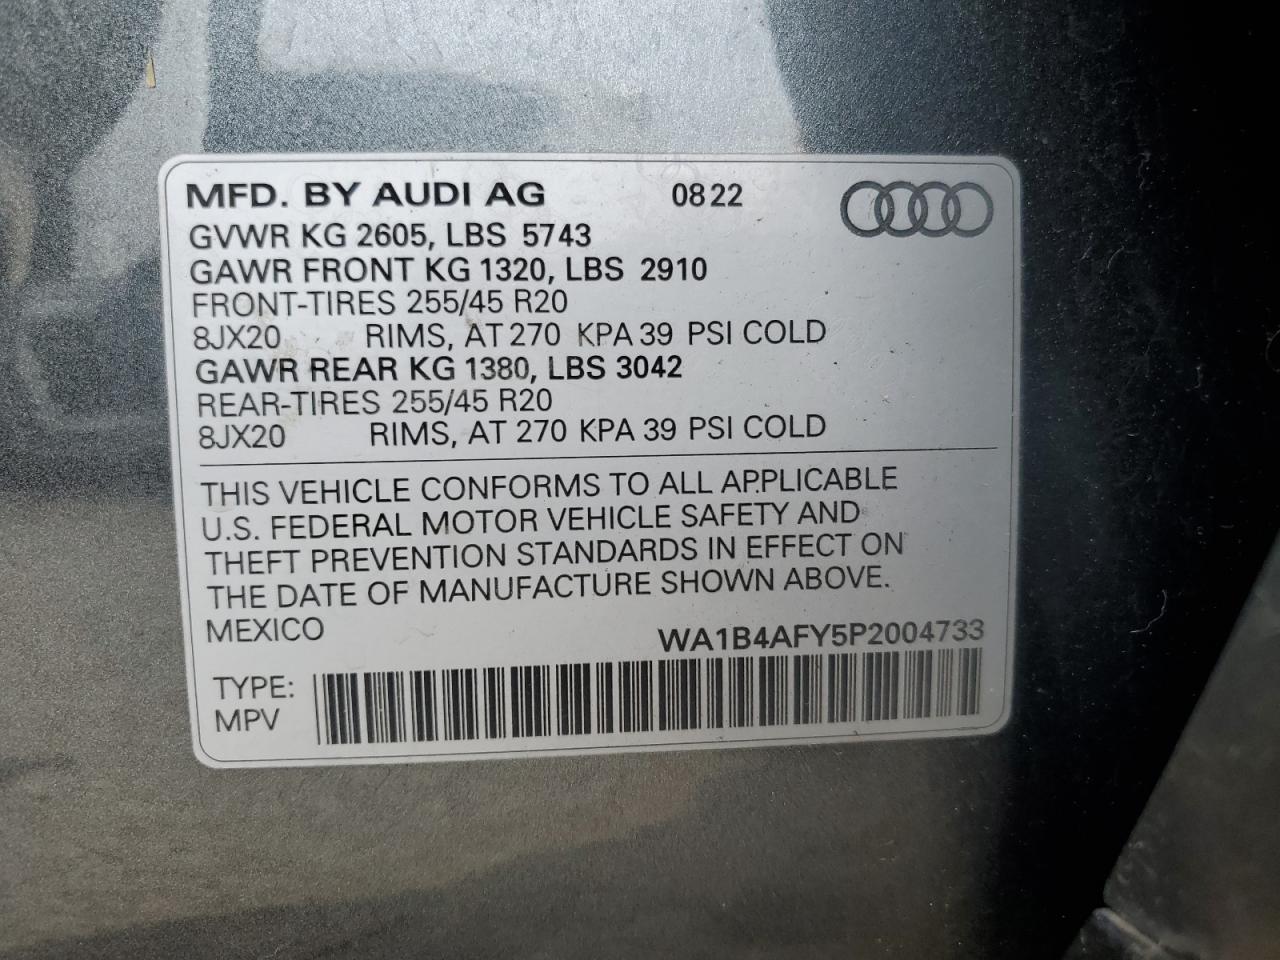 MFD. BY AUDI AG 08 22
GVWR KG 2605, LBS 5743
GAWR FRONT KG 1320, LBS 2910
FRONT-TIRES 255/45 R20
8JX20 RIMS, AT 270 KPA 39 PSI COLD
GAWR REAR KG 1380, LBS 3042
REAR-TIRES 255/45 R20
8JX20 RIMS, AT 270 KPA 39 PSI COLD
THIS VEHICLE CONFORMS TO ALL APPLICABLE
U.S. FEDERAL MOTOR VEHICLE SAFETY AND
THEFT PREVENTION STANDARDS IN EFFECT ON
THE DATE OF MANUFACTURE SHOWN ABOVE.
MEXICO WA1B4AFY5P2004733
TYPE:
MPV